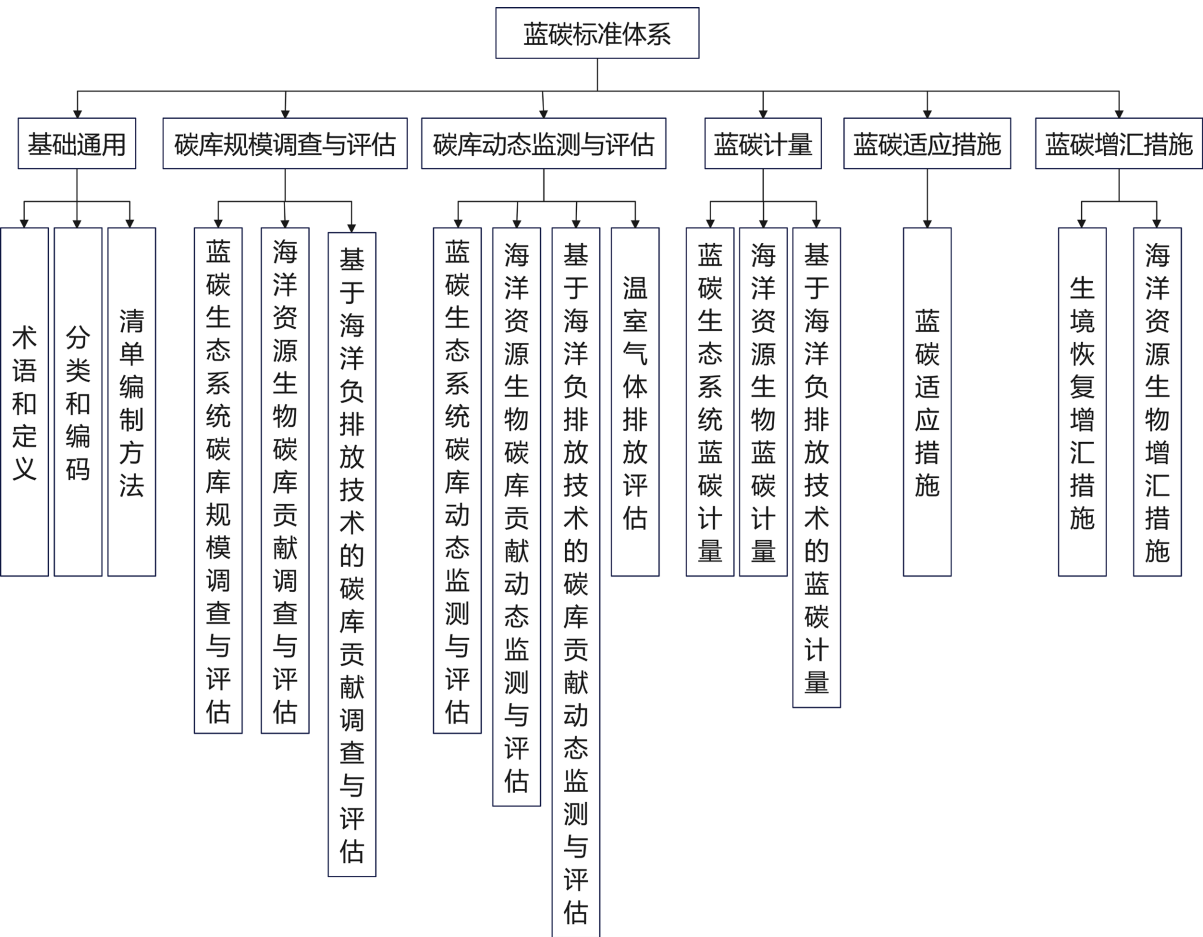 蓝碳标准体系
基础通用
碳库规模调查与评估
碳库动态监测与评估
蓝碳计量
蓝碳适应措施
蓝碳增汇措施
术语和定义
分类和编码
清单编制方法
蓝碳生态系统碳库规模调查与评估
海洋资源生物碳库贡献调查与评估
基于海洋负排放技术的碳库贡献调查与评估
蓝碳生态系统碳库动态监测与评估
海洋资源生物碳库贡献动态监测与评估
基于海洋负排放技术的碳库贡献动态监测与评估
温室气体排放评估
蓝碳生态系统蓝碳计量
海洋资源生物蓝碳计量
基于海洋负排放技术的蓝碳计量
蓝碳适应措施
生境恢复增汇措施
海洋资源生物增汇措施